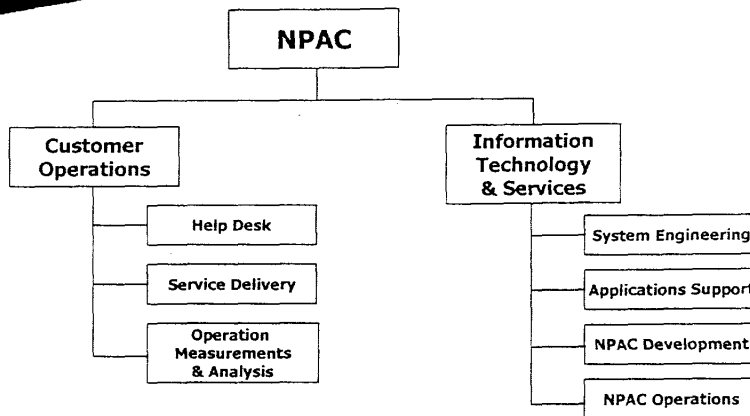 NPAC
Customer
Operations
Help Desk
Service Delivery
Operation
Measurements
& Analysis
Information
Technology
& Services
System Engineering
Applications Support
NPAC Development
NPAC Operations